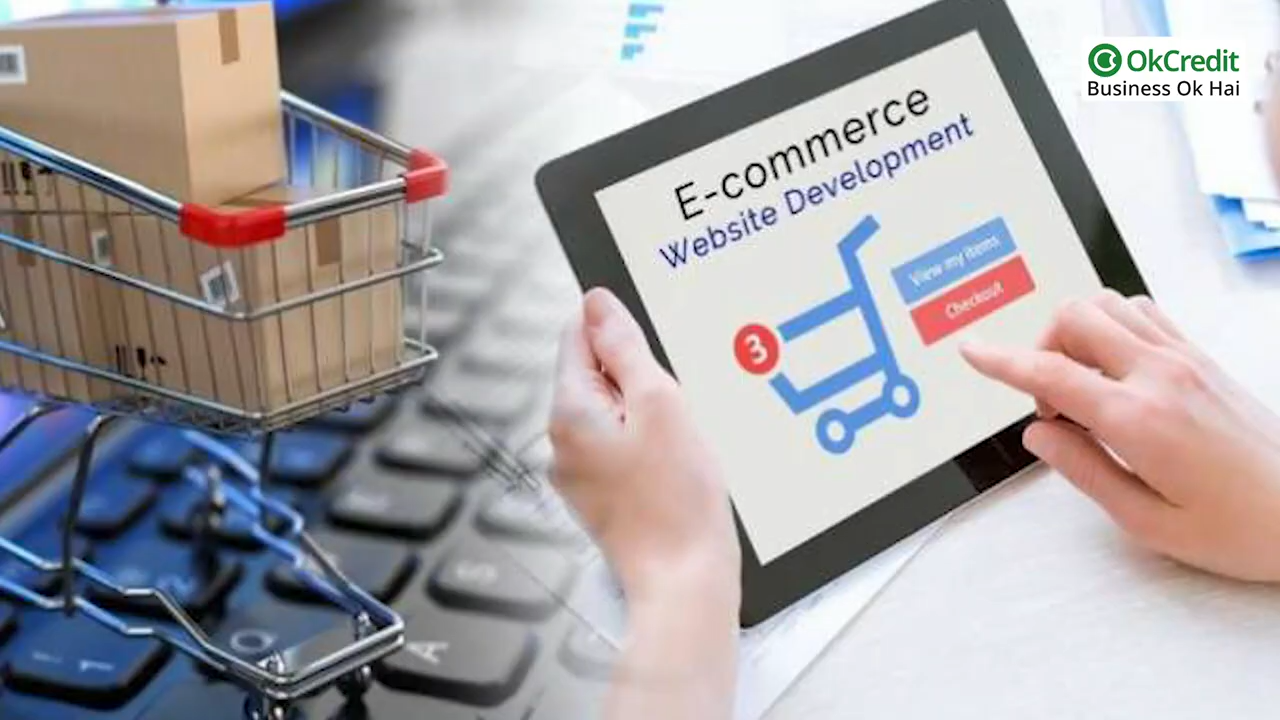 OkCredit
Business Ok Hai
E-commerce
Website Development
View my items
Checkout
3